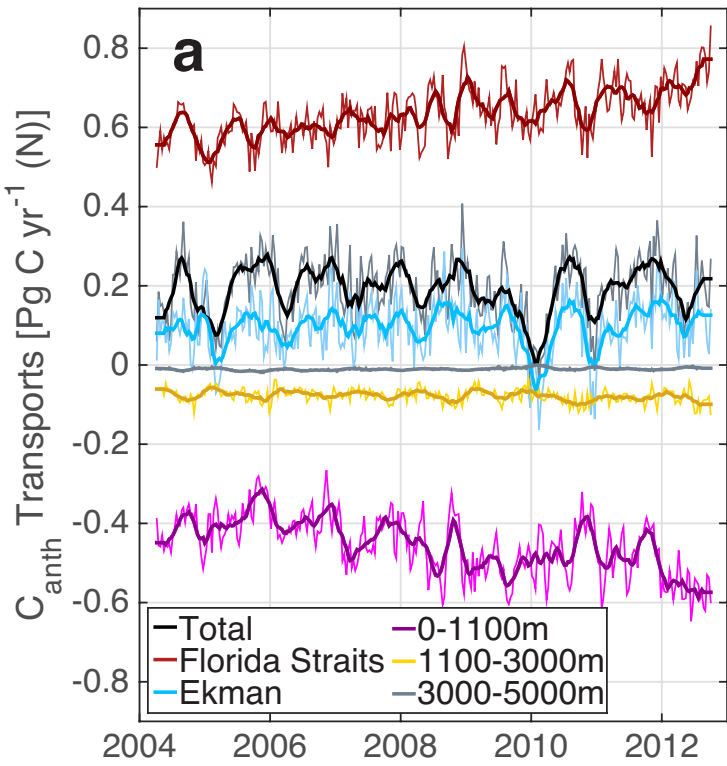 a
C_anth Transports [Pg C yr^-1 (N)]
0.8
0.6
0.4
0.2
0
-0.2
-0.4
-0.6
-0.8
Total
Florida Straits
Ekman
0-1100m
1100-3000m
3000-5000m
2004 2006 2008 2010 2012